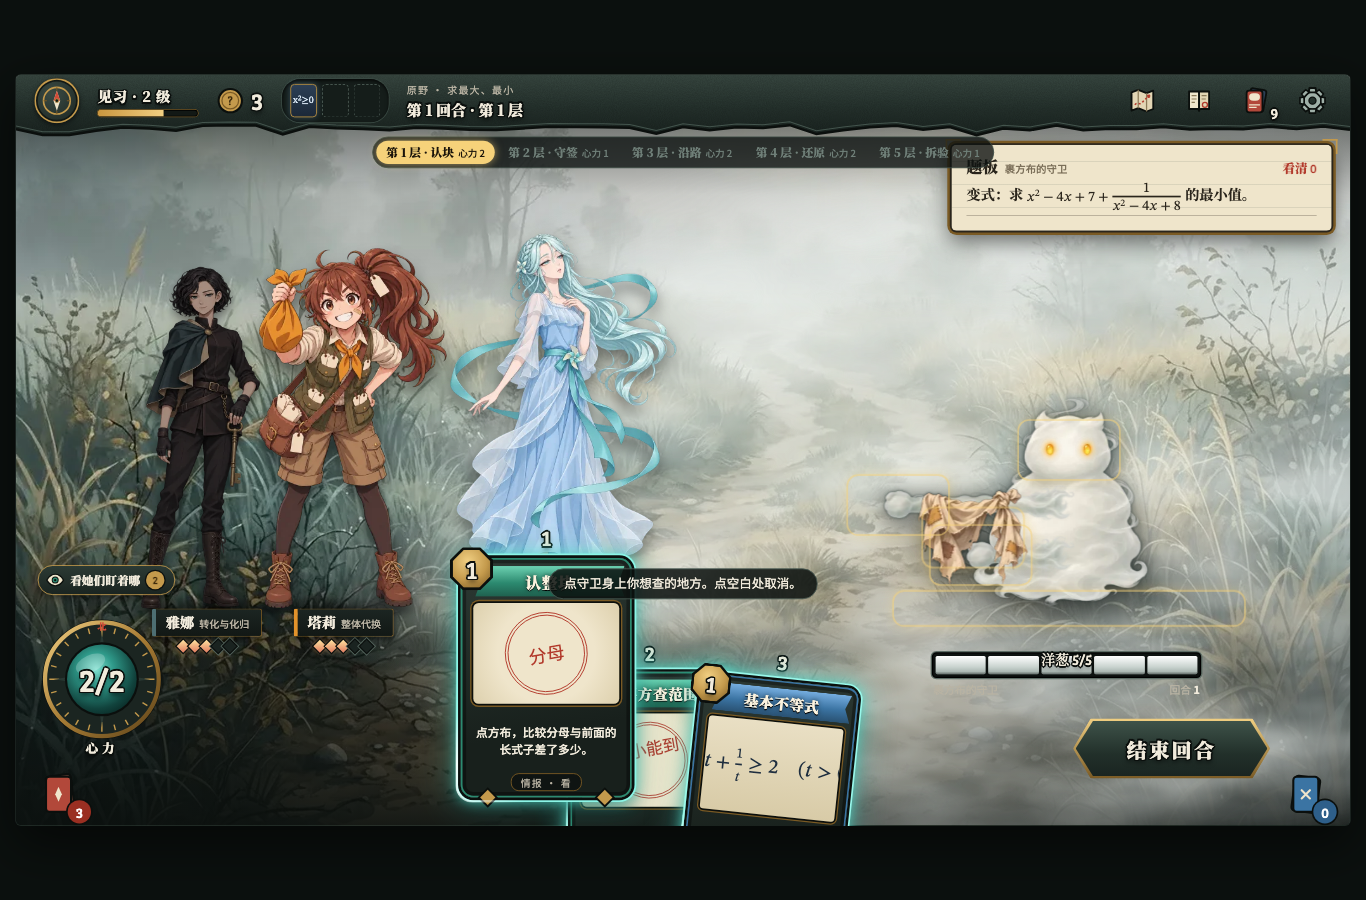 见习·2 级
? 3
x²≥0
原野 · 求最大、最小
第1回合·第1层
9
第1层·认块 心力2
第2层·守签 心力1
第3层·沿路 心力2
第4层·还原 心力2
第5层·拆验 心力1
题板 裹方布的守卫
看清 0
变式：求 x² − 4x + 7 + 1/(x² − 4x + 8) 的最小值。
看她们盯着哪 2
雅娜 转化与化归
塔莉 整体代换
2/2
心力
3
1
1
认整
点守卫身上你想查的地方。点空白处取消。
分母
点方布，比较分母与前面的
长式子差了多少。
情报 · 看
2
方查范围
小能到
3
1
基本不等式
t + 1/t ≥ 2 (t >
洋葱 5/5
回合 1
结束回合
0